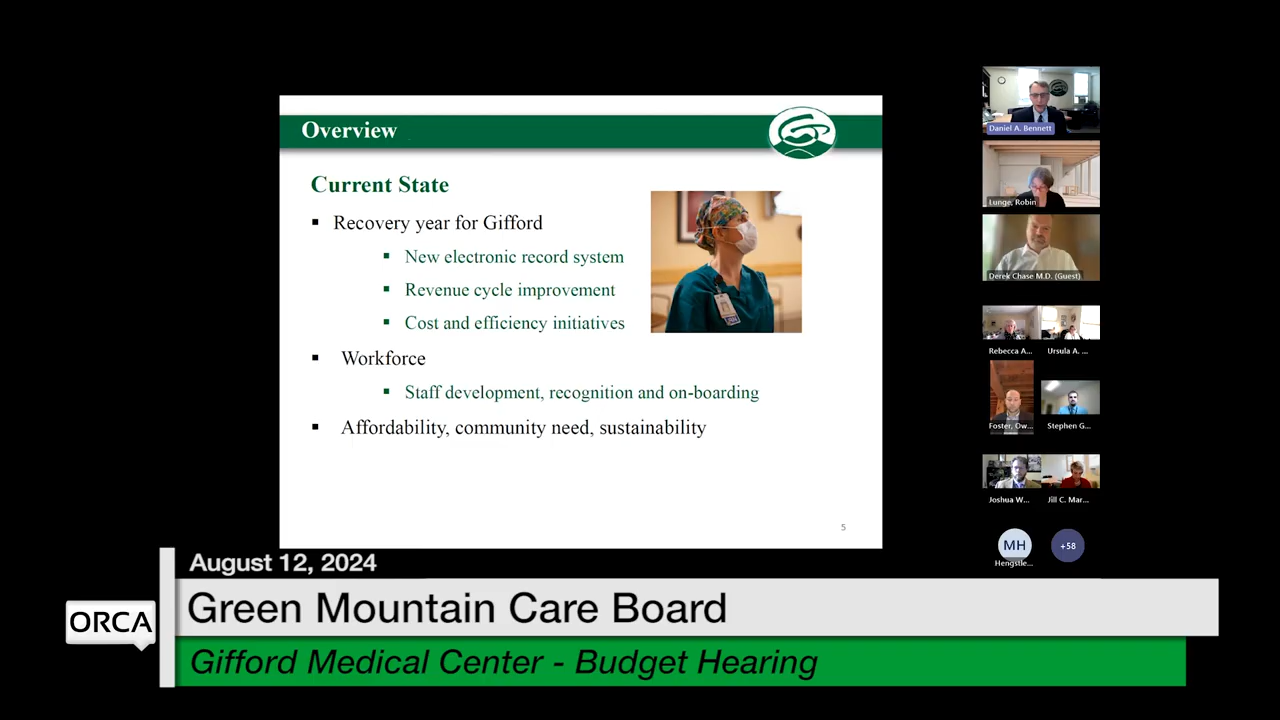 Overview
Current State
Recovery year for Gifford
New electronic record system
Revenue cycle improvement
Cost and efficiency initiatives
Workforce
Staff development, recognition and on-boarding
Affordability, community need, sustainability
5
Daniel A. Bennett
Lunge, Robin
Derek Chase M.D. (Guest)
Rebecca A...
Ursula A. ...
Foster, Ow...
Stephen G...
Joshua W...
Jill C. Mar...
MH
+58
Hengstle...
August 12, 2024
ORCA
Green Mountain Care Board
Gifford Medical Center - Budget Hearing